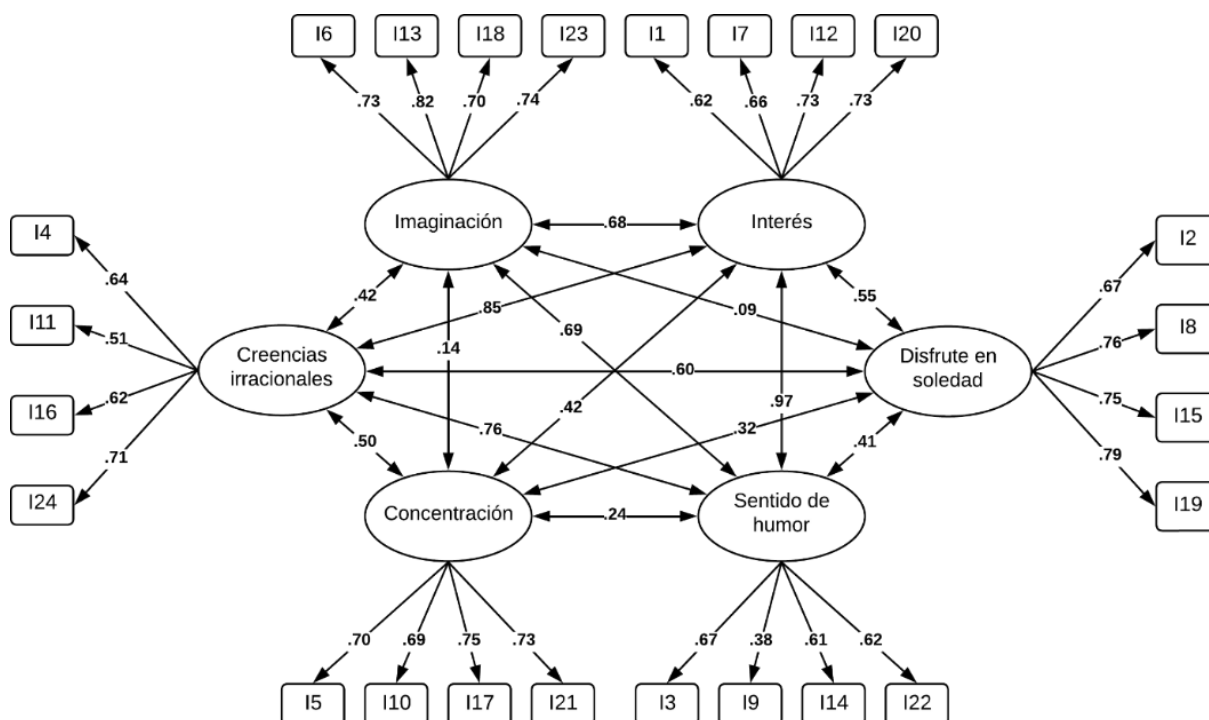 I6 I13 I18 I23 I1 I7 I12 I20
.73 .82 .70 .74 .62 .66 .73 .73
Imaginación .68 Interés
I4
.64
I11
.51
I16
.62
I24
.71
I2
.67
I8
.76
I15
.75
I19
.79
.42 .85 .14 .69 .09 .55
Creencias
irracionales
.60
Disfrute en
soledad
.50 .76 .42 .32 .97 .41
Concentración .24
Sentido de
humor
.70 .69 .75 .73 .67 .38 .61 .62
I5 I10 I17 I21 I3 I9 I14 I22